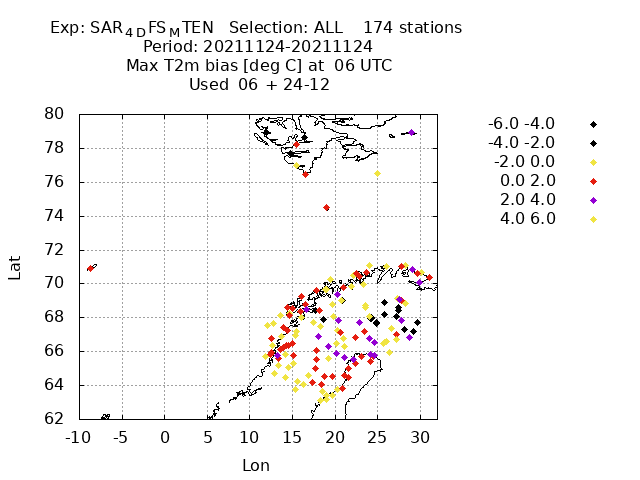 Exp: SAR4DFSMTEN Selection: ALL 174 stations
Period: 20211124-20211124
Max T2m bias [deg C] at 06 UTC
Used 06 + 24-12
80
78
76
74
72
70
68
66
64
62
Lat
-10 -5 0 5 10 15 20 25 30
Lon
-6.0 -4.0
-4.0 -2.0
-2.0 0.0
0.0 2.0
2.0 4.0
4.0 6.0